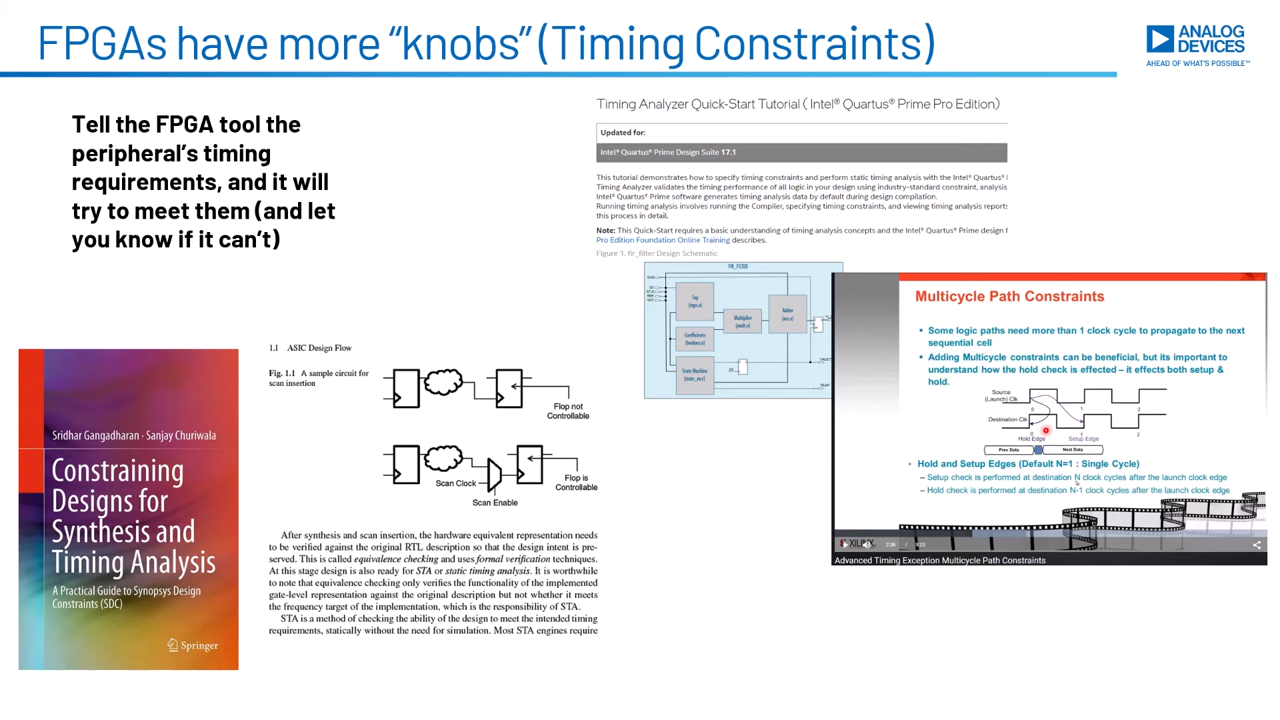 FPGAs have more “knobs” (Timing Constraints)
ANALOG
DEVICES
AHEAD OF WHAT'S POSSIBLE™
Tell the FPGA tool the
peripheral’s timing
requirements, and it will
try to meet them (and let
you know if it can’t)
Timing Analyzer Quick-Start Tutorial ( Intel® Quartus® Prime Pro Edition)
Updated for:
Intel® Quartus® Prime Design Suite 17.1
This tutorial demonstrates how to specify timing constraints and perform static timing analysis with the Intel® Quartus®
Timing Analyzer validates the timing performance of all logic in your design using industry-standard constraint, analysis
Intel® Quartus® Prime software generates timing analysis data by default during design compilation.
Running timing analysis involves running the Compiler, specifying timing constraints, and viewing timing analysis reports
this process in detail.
Note: This Quick-Start requires a basic understanding of timing analysis concepts and the Intel® Quartus® Prime design
Pro Edition Foundation Online Training describes.
Figure 1. fir_filter Design Schematic
FIR_FILTER
Tap
(taps.v)
Coefficients
Multiplier
(mult.v)
Adder
(acc.v)
State Machine
Multicycle Path Constraints
• Some logic paths need more than 1 clock cycle to propagate to the next
sequential cell
• Adding Multicycle constraints can be beneficial, but its important to
understand how the hold check is effected – it effects both setup &
hold.
Source
(Launch) Clk
0 1 2
Destination Clk
0 1 2
Hold Edge Setup Edge
Prev Data Next Data
• Hold and Setup Edges (Default N=1 : Single Cycle)
– Setup check is performed at destination N clock cycles after the launch clock edge
– Hold check is performed at destination N-1 clock cycles after the launch clock edge
XILINX
Advanced Timing Exception Multicycle Path Constraints
Sridhar Gangadharan · Sanjay Churiwala
Constraining
Designs for
Synthesis and
Timing Analysis
A Practical Guide to Synopsys Design
Constraints (SDC)
Springer
1.1 ASIC Design Flow
Fig. 1.1 A sample circuit for
scan insertion
Flop not
Controllable
Scan Clock
Scan Enable
Flop is
Controllable
After synthesis and scan insertion, the hardware equivalent representation needs
to be verified against the original RTL description so that the design intent is pre-
served. This is called equivalence checking and uses formal verification techniques.
At this stage design is also ready for STA or static timing analysis. It is worthwhile
to note that equivalence checking only verifies the functionality of the implemented
gate-level representation against the original description but not whether it meets
the frequency target of the implementation, which is the responsibility of STA.
STA is a method of checking the ability of the design to meet the intended timing
requirements, statically without the need for simulation. Most STA engines require